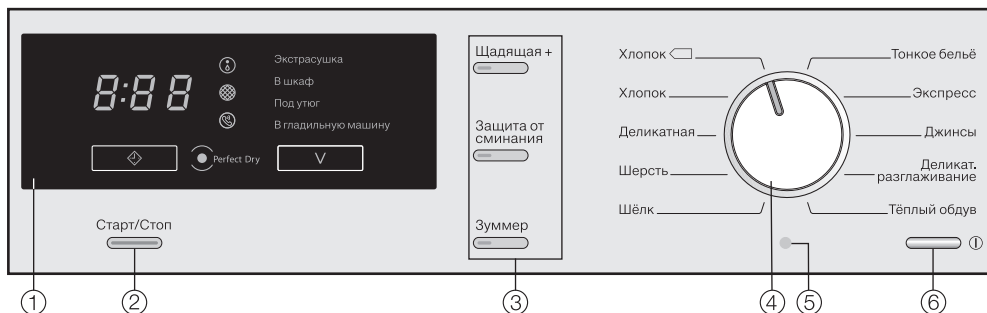 8:88
Экстрасушка
В шкаф
Под утюг
В гладильную машину
Perfect Dry
Старт/Стоп
Щадящая +
Защита от
сминания
Зуммер
Хлопок
Хлопок
Деликатная
Шерсть
Шёлк
Тонкое бельё
Экспресс
Джинсы
Деликат.
разглаживание
Тёплый обдув
1
2
3
4
5
6